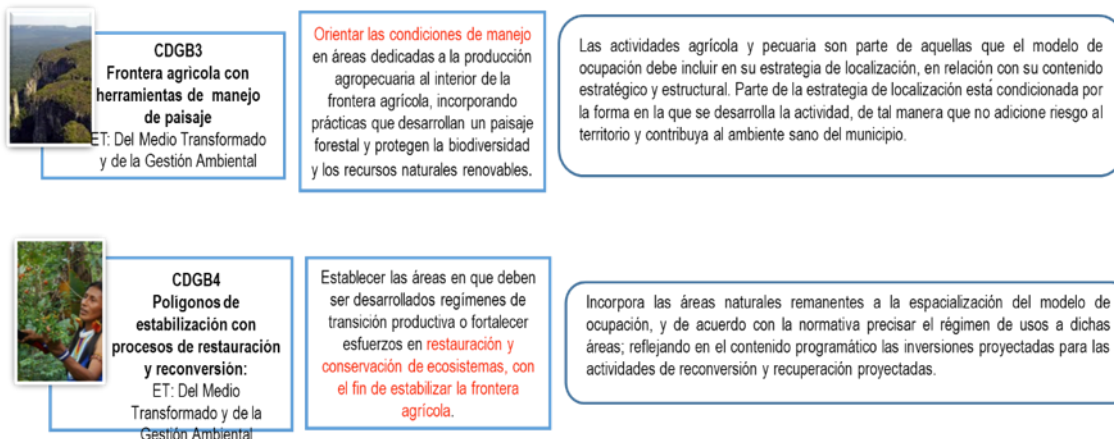 CDGB3
Frontera agricola con
herramientas de manejo
de paisaje
ET: Del Medio Transformado
y de la Gestión Ambiental
Orientar las condiciones de manejo
en áreas dedicadas a la producción
agropecuaria al interior de la
frontera agrícola, incorporando
prácticas que desarrollan un paisaje
forestal y protegen la biodiversidad
y los recursos naturales renovables.
Las actividades agrícola y pecuaria son parte de aquellas que el modelo de
ocupación debe incluir en su estrategia de localización, en relación con su contenido
estratégico y estructural. Parte de la estrategia de localización está condicionada por
la forma en la que se desarrolla la actividad, de tal manera que no adicione riesgo al
territorio y contribuya al ambiente sano del municipio.
CDGB4
Polígonos de
estabilización con
procesos de restauración
y reconversión:
ET: Del Medio
Transformado y de la
Gestión Ambiental
Establecer las áreas en que deben
ser desarrollados regímenes de
transición productiva o fortalecer
esfuerzos en restauración y
conservación de ecosistemas, con
el fin de estabilizar la frontera
agrícola.
Incorpora las áreas naturales remanentes a la espacialización del modelo de
ocupación, y de acuerdo con la normativa precisar el régimen de usos a dichas
áreas; reflejando en el contenido programático las inversiones proyectadas para las
actividades de reconversión y recuperación proyectadas.